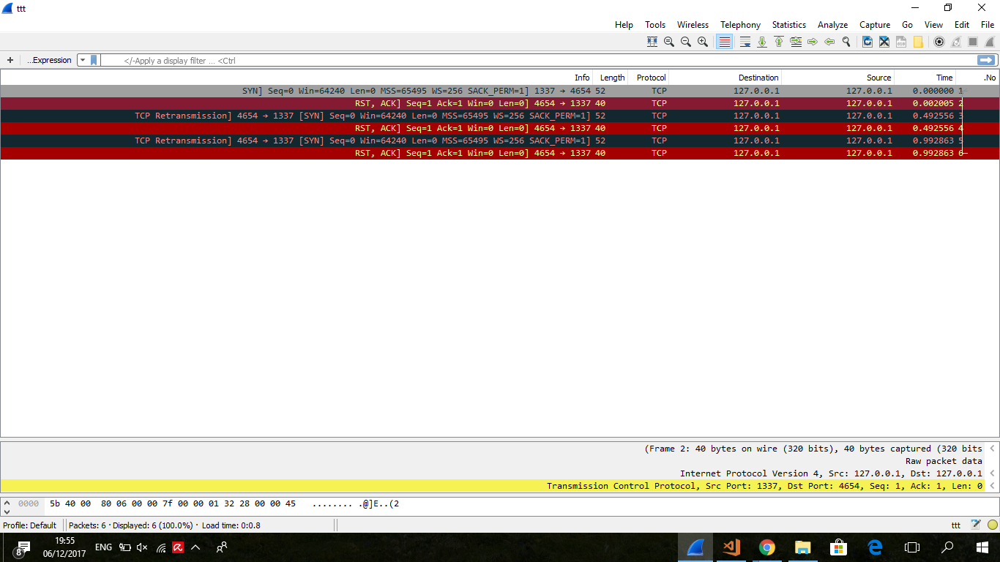 ttt
Help Tools Wireless Telephony Statistics Analyze Capture Go View Edit File
+ ...Expression </-Apply a display filter ... <Ctrl
Info Length Protocol Destination Source Time .No
SYN] Seq=0 Win=64240 Len=0 MSS=65495 WS=256 SACK_PERM=1] 1337 → 4654 52 TCP 127.0.0.1 127.0.0.1 0.000000 1
RST, ACK] Seq=1 Ack=1 Win=0 Len=0] 4654 → 1337 40 TCP 127.0.0.1 127.0.0.1 0.002005 2
TCP Retransmission] 4654 → 1337 [SYN] Seq=0 Win=64240 Len=0 MSS=65495 WS=256 SACK_PERM=1] 52 TCP 127.0.0.1 127.0.0.1 0.492556 3
RST, ACK] Seq=1 Ack=1 Win=0 Len=0] 4654 → 1337 40 TCP 127.0.0.1 127.0.0.1 0.492556 4
TCP Retransmission] 4654 → 1337 [SYN] Seq=0 Win=64240 Len=0 MSS=65495 WS=256 SACK_PERM=1] 52 TCP 127.0.0.1 127.0.0.1 0.992863 5
RST, ACK] Seq=1 Ack=1 Win=0 Len=0] 4654 → 1337 40 TCP 127.0.0.1 127.0.0.1 0.992863 6
(Frame 2: 40 bytes on wire (320 bits), 40 bytes captured (320 bits
Raw packet data
Internet Protocol Version 4, Src: 127.0.0.1, Dst: 127.0.0.1
Transmission Control Protocol, Src Port: 1337, Dst Port: 4654, Seq: 1, Ack: 1, Len: 0
0000 5b 40 00 80 06 00 00 7f 00 00 01 32 28 00 00 45 ........ .@]E..(2
Profile: Default Packets: 6 · Displayed: 6 (100.0%) · Load time: 0:0.8 ttt
8 19:55 ENG
06/12/2017